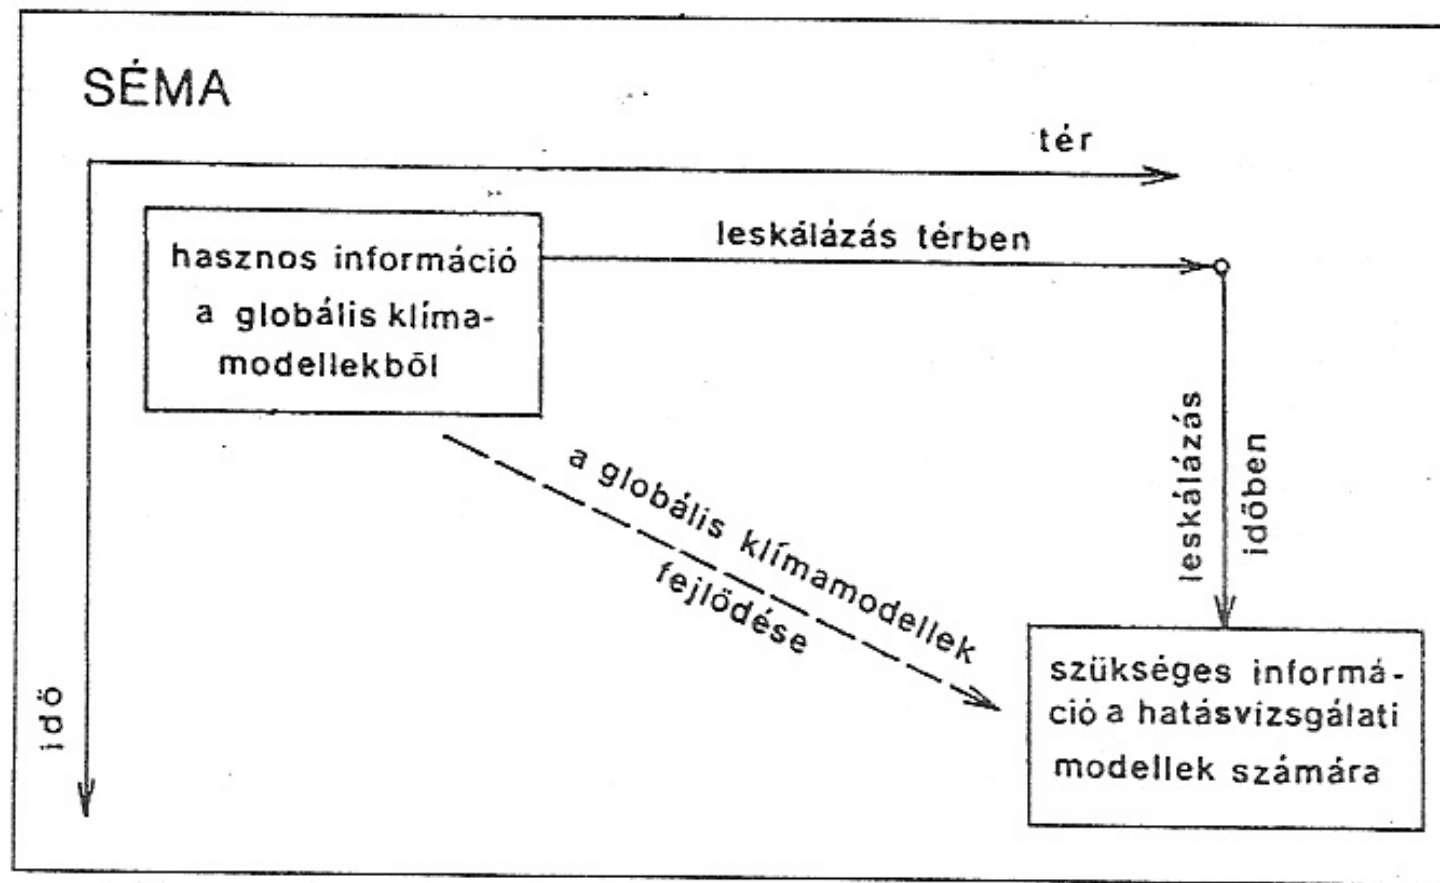 SÉMA
tér
leskálázás térben
hasznos információ
a globális klíma-
modellekből
leskálázás
időben
a globális klímamodellek
fejlődése
idő
szükséges informá-
ció a hatásvizsgálati
modellek számára